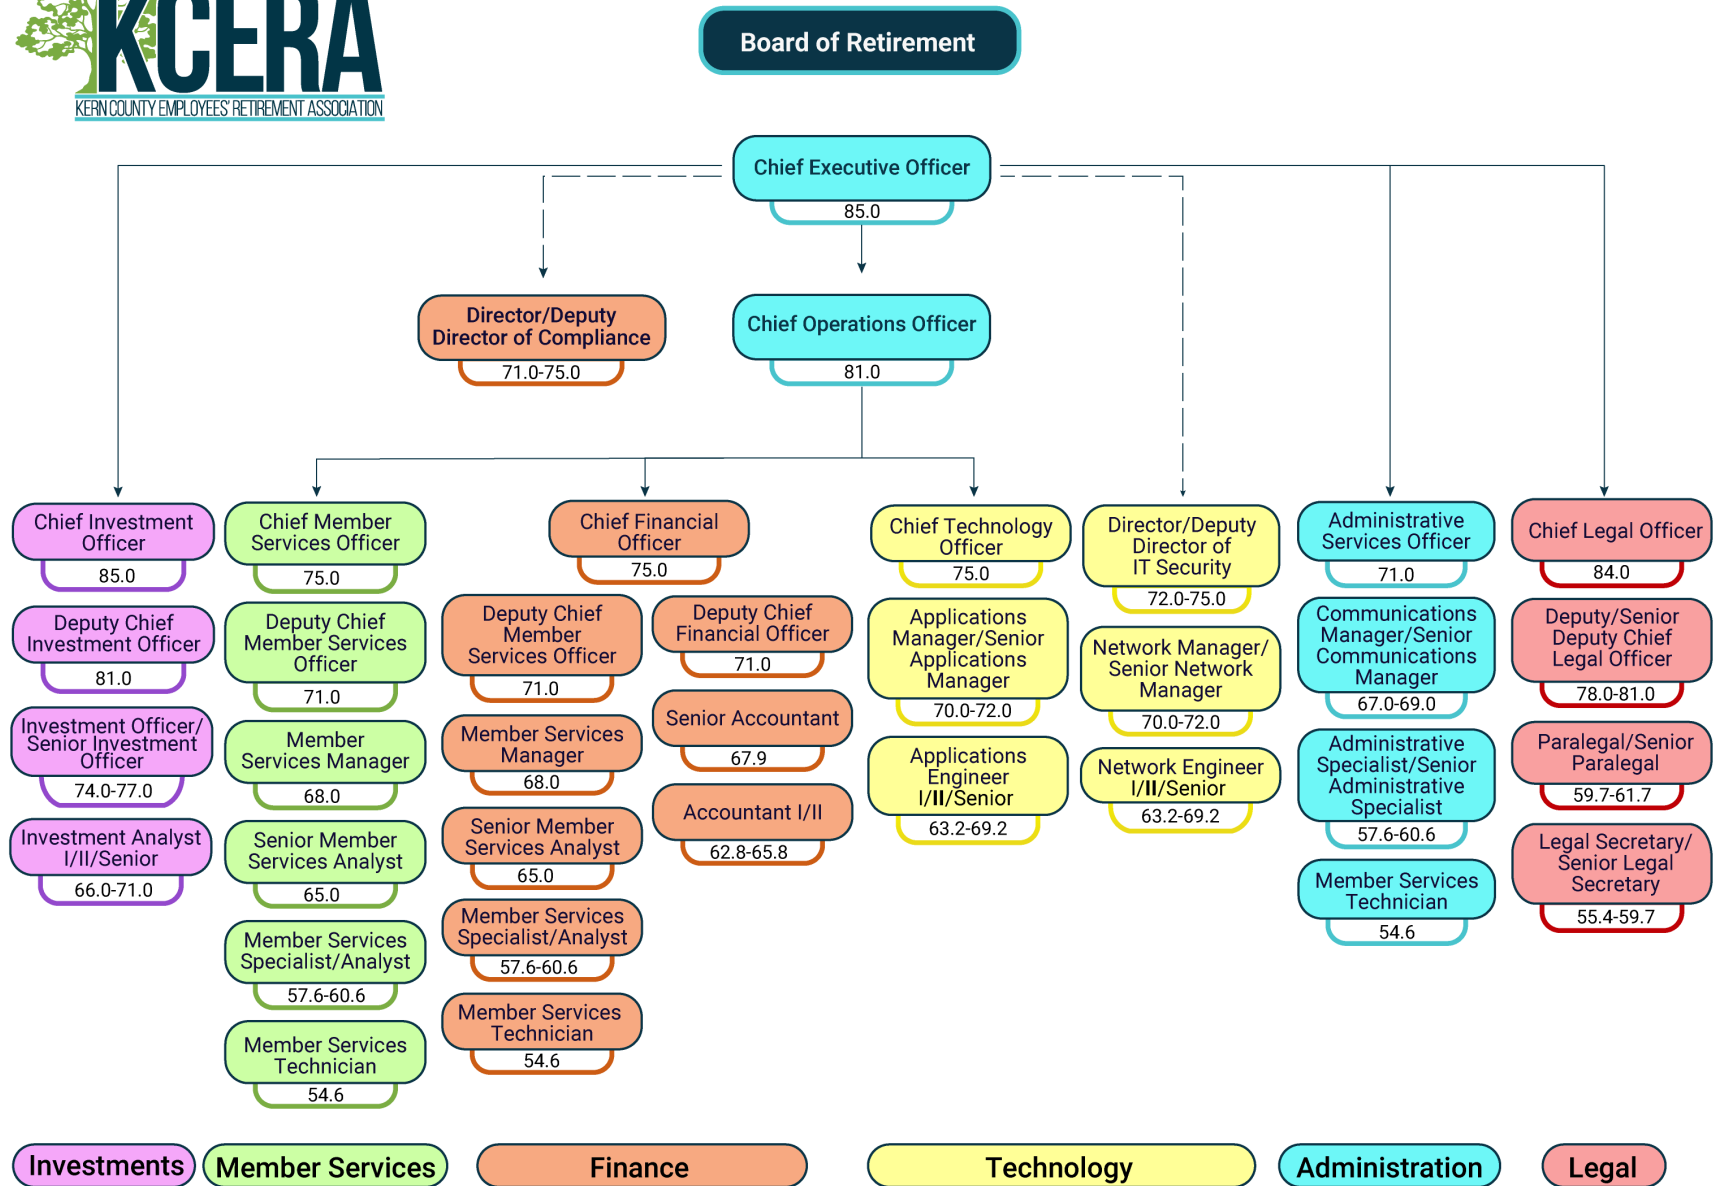 KCERA
KERN COUNTY EMPLOYEES' RETIREMENT ASSOCIATION
Board of Retirement
Chief Executive Officer
85.0
Director/Deputy
Director of Compliance
71.0-75.0
Chief Operations Officer
81.0
Chief Investment
Officer
85.0
Deputy Chief
Investment Officer
81.0
Investment Officer/
Senior Investment
Officer
74.0-77.0
Investment Analyst
I/II/Senior
66.0-71.0
Chief Member
Services Officer
75.0
Deputy Chief
Member Services
Officer
71.0
Member
Services Manager
68.0
Senior Member
Services Analyst
65.0
Member Services
Specialist/Analyst
57.6-60.6
Member Services
Technician
54.6
Chief Financial
Officer
75.0
Deputy Chief
Member
Services Officer
71.0
Member Services
Manager
68.0
Senior Member
Services Analyst
65.0
Member Services
Specialist/Analyst
57.6-60.6
Member Services
Technician
54.6
Deputy Chief
Financial Officer
71.0
Senior Accountant
67.9
Accountant I/II
62.8-65.8
Chief Technology
Officer
75.0
Applications
Manager/Senior
Applications
Manager
70.0-72.0
Applications
Engineer
I/II/Senior
63.2-69.2
Director/Deputy
Director of
IT Security
72.0-75.0
Network Manager/
Senior Network
Manager
70.0-72.0
Network Engineer
I/II/Senior
63.2-69.2
Administrative
Services Officer
71.0
Communications
Manager/Senior
Communications
Manager
67.0-69.0
Administrative
Specialist/Senior
Administrative
Specialist
57.6-60.6
Member Services
Technician
54.6
Chief Legal Officer
84.0
Deputy/Senior
Deputy Chief
Legal Officer
78.0-81.0
Paralegal/Senior
Paralegal
59.7-61.7
Legal Secretary/
Senior Legal
Secretary
55.4-59.7
Investments
Member Services
Finance
Technology
Administration
Legal